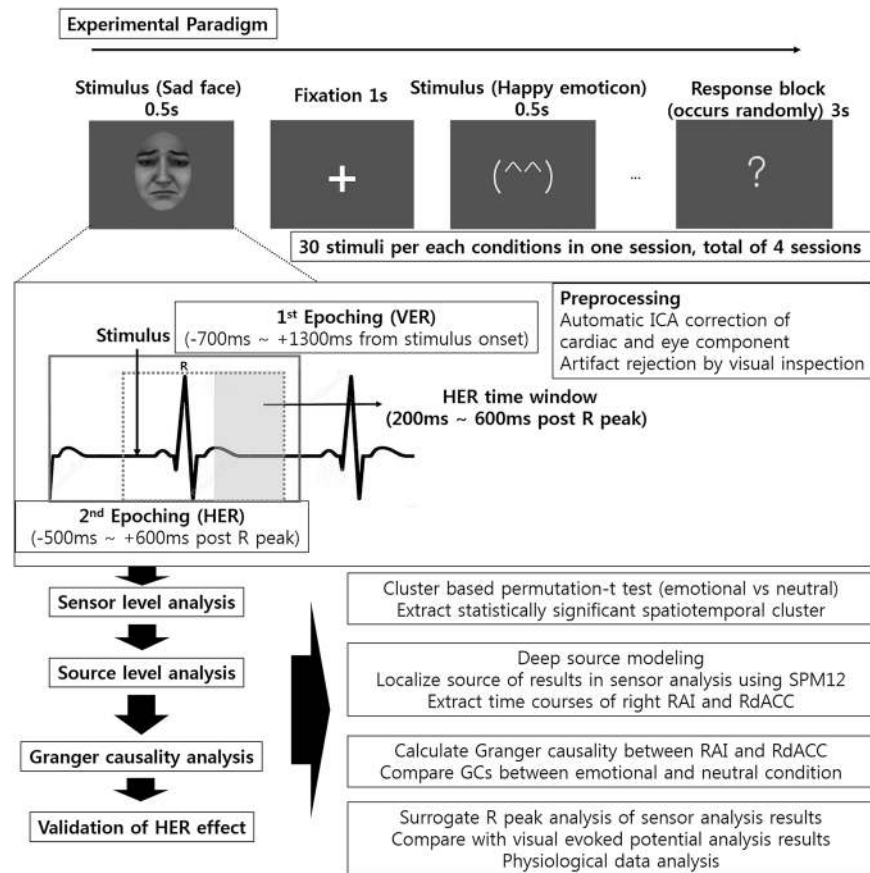 Experimental Paradigm
Stimulus (Sad face)
0.5s
Fixation 1s
Stimulus (Happy emoticon)
0.5s
Response block
(occurs randomly) 3s
+
(^^)
...
?
30 stimuli per each conditions in one session, total of 4 sessions
1st Epoching (VER)
(-700ms ~ +1300ms from stimulus onset)
Preprocessing
Automatic ICA correction of
cardiac and eye component
Artifact rejection by visual inspection
Stimulus
R
HER time window
(200ms ~ 600ms post R peak)
2nd Epoching (HER)
(-500ms ~ +600ms post R peak)
Sensor level analysis
Source level analysis
Granger causality analysis
Validation of HER effect
Cluster based permutation-t test (emotional vs neutral)
Extract statistically significant spatiotemporal cluster
Deep source modeling
Localize source of results in sensor analysis using SPM12
Extract time courses of right RAI and RdACC
Calculate Granger causality between RAI and RdACC
Compare GCs between emotional and neutral condition
Surrogate R peak analysis of sensor analysis results
Compare with visual evoked potential analysis results
Physiological data analysis